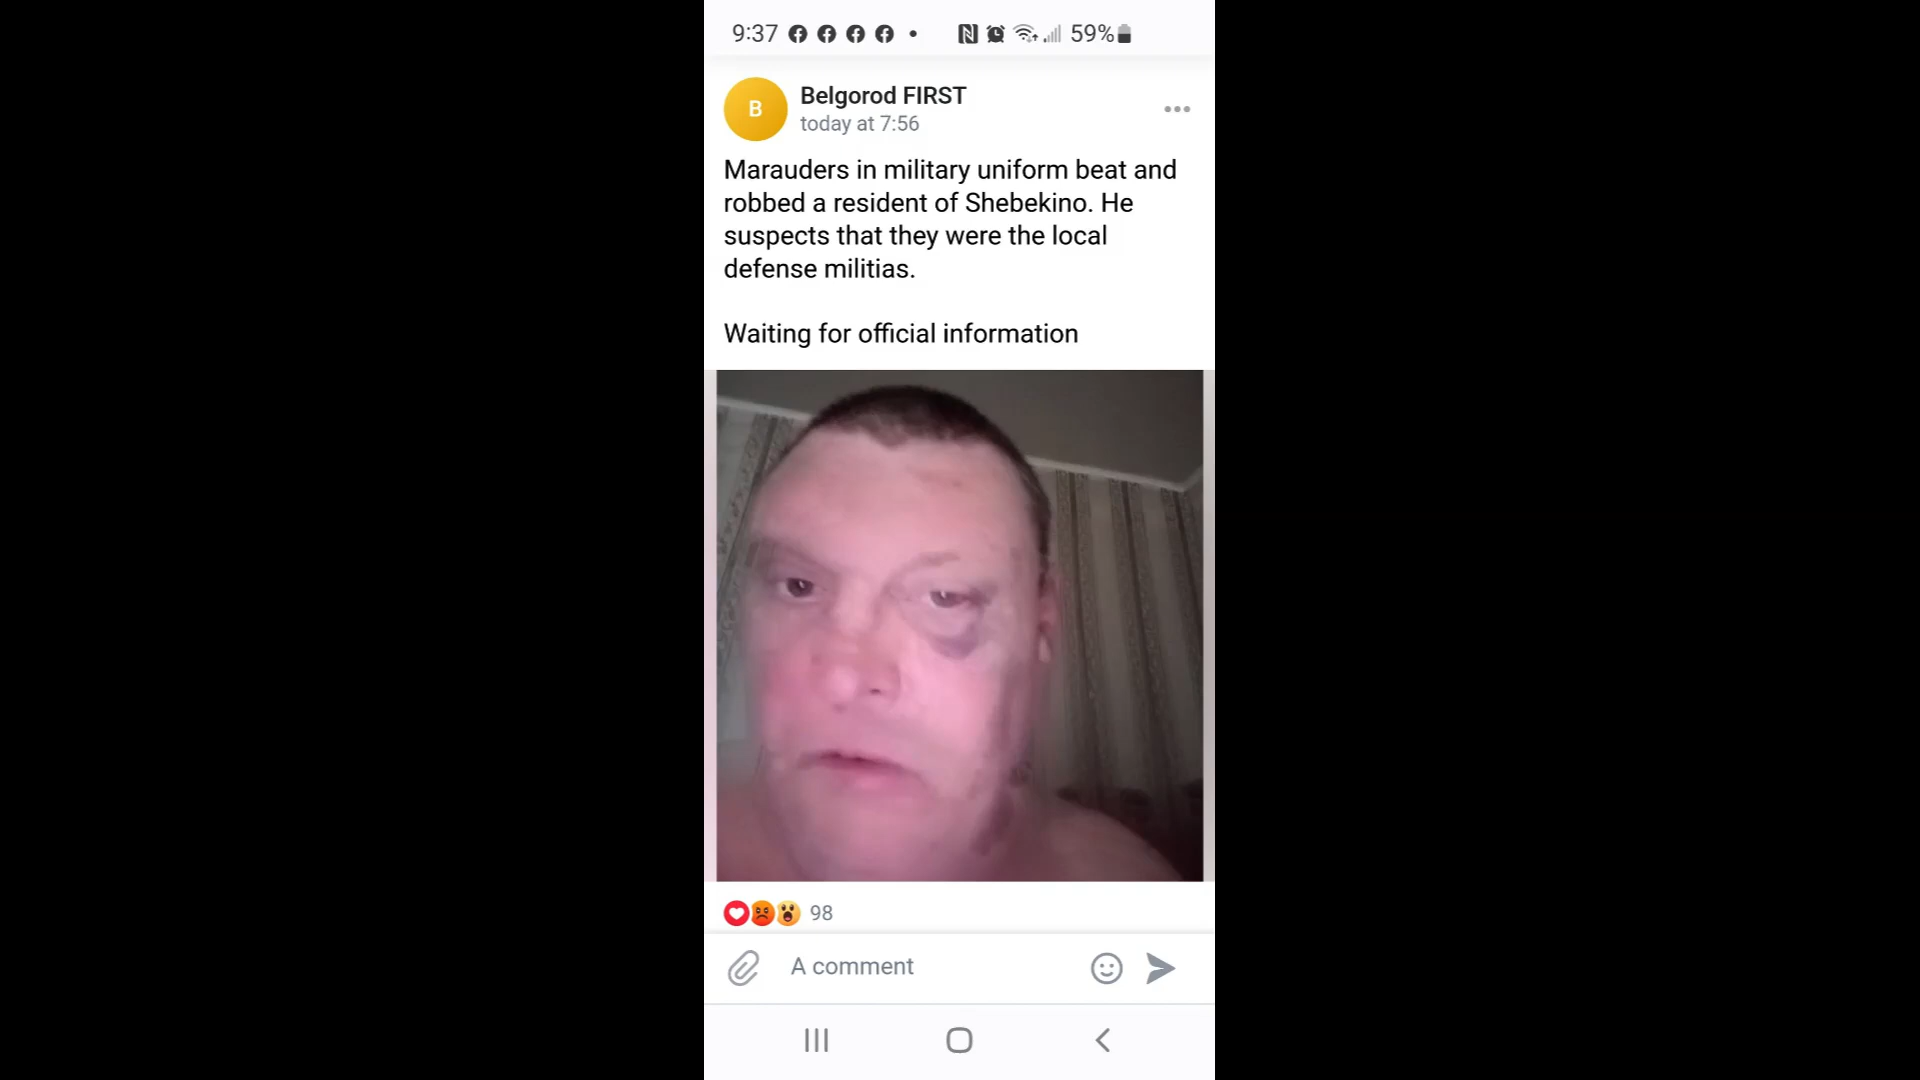 9:37
59%
B
Belgorod FIRST
today at 7:56
Marauders in military uniform beat and
robbed a resident of Shebekino. He
suspects that they were the local
defense militias.
Waiting for official information
98
A comment